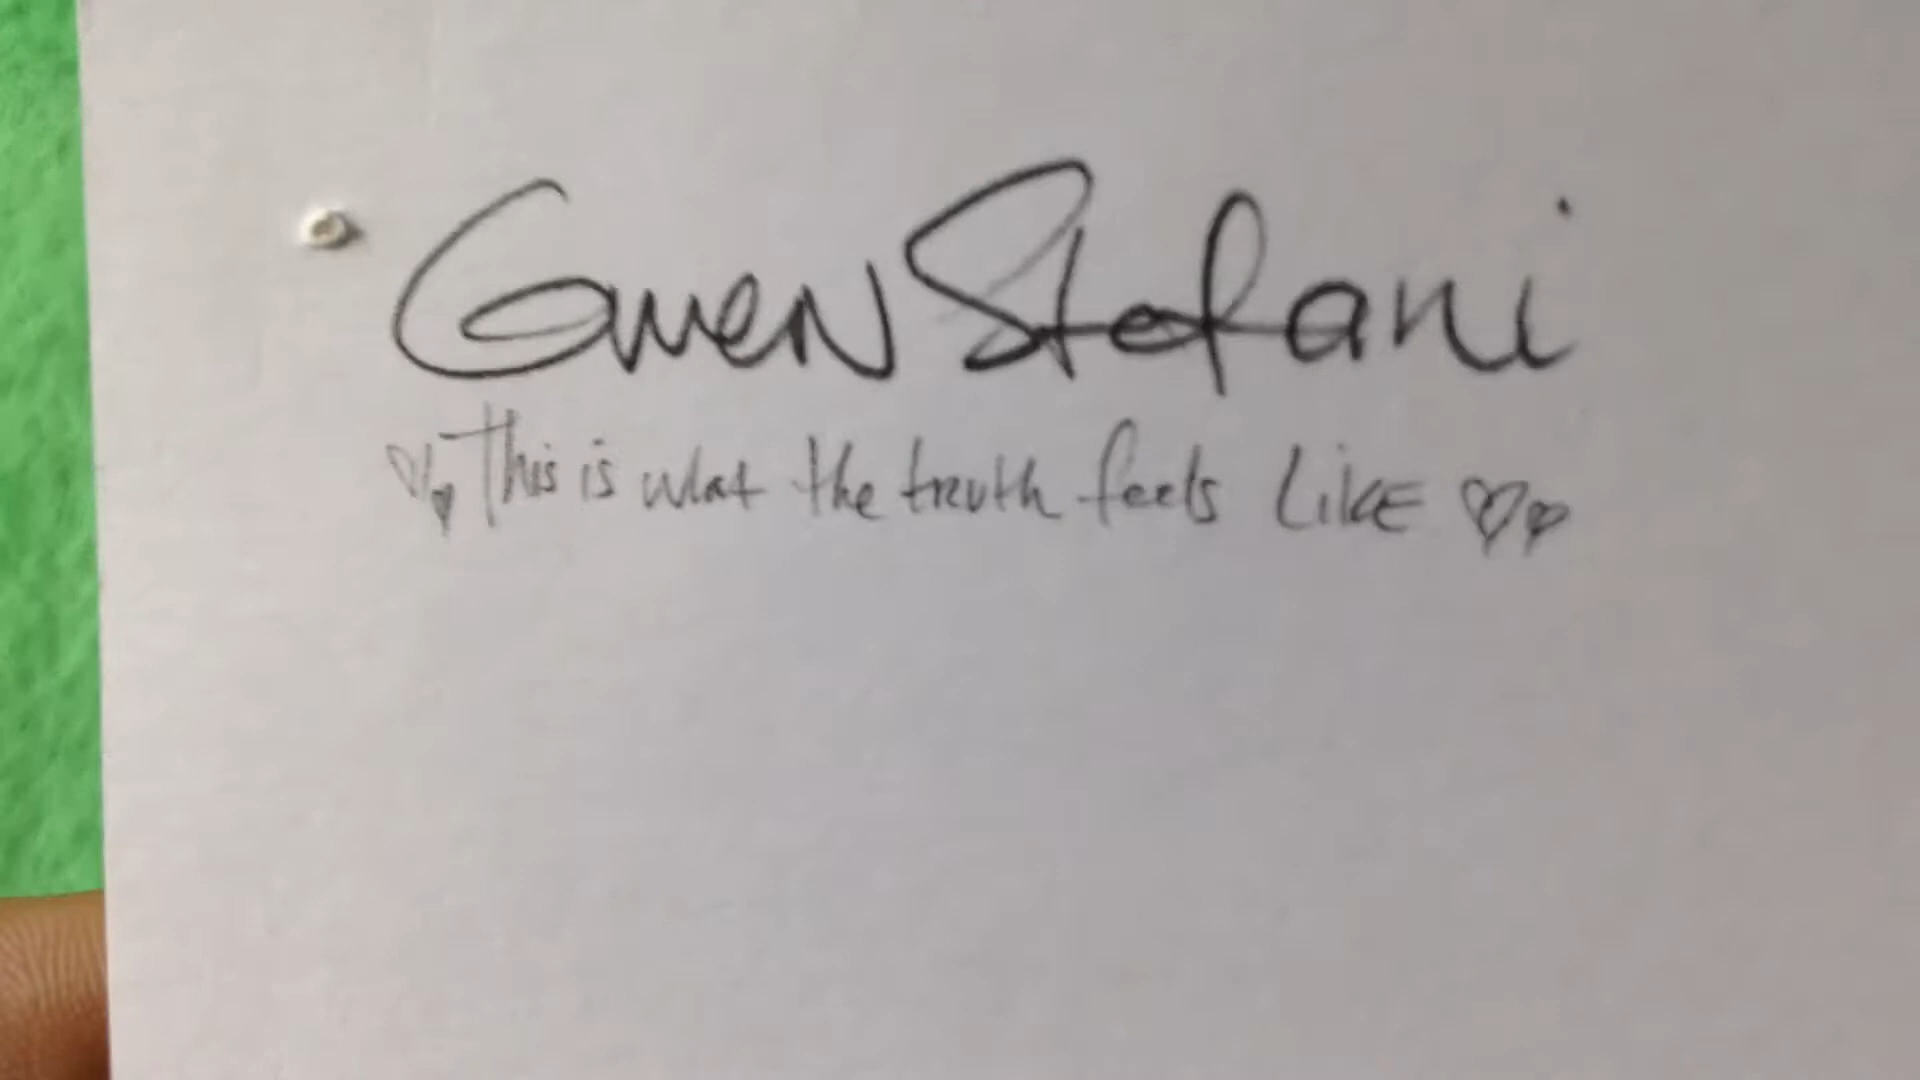 Gwen Stefani
♡♡ This is what the truth feels Like ♡♡